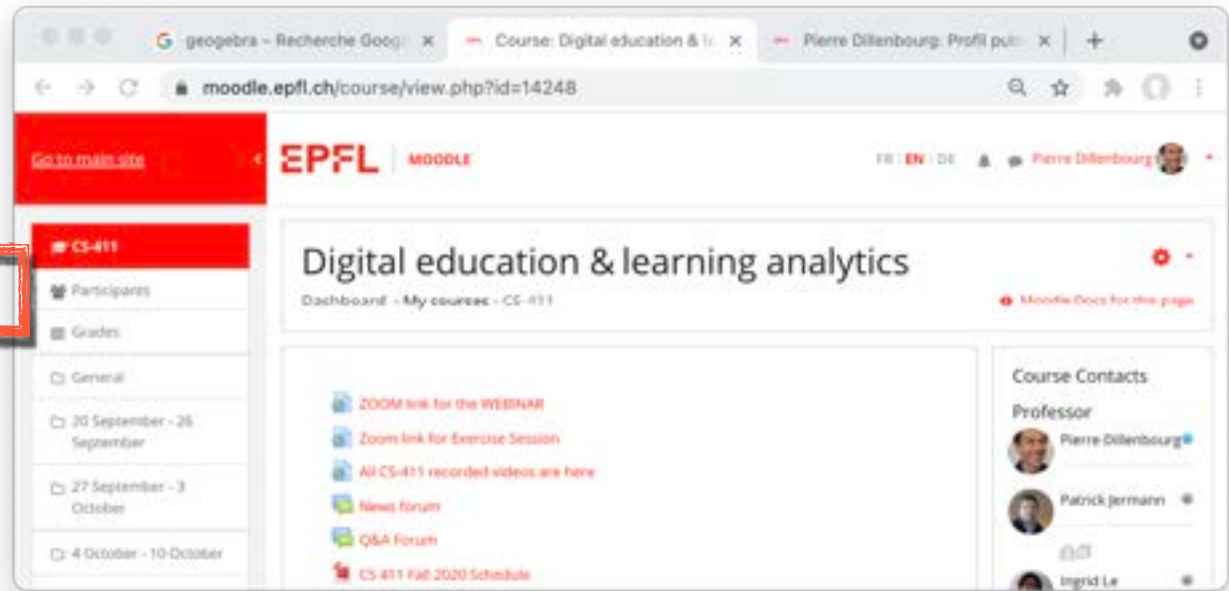 geogebra – Recherche Goog
Course: Digital education & le
Pierre Dillenbourg: Profil pub
moodle.epfl.ch/course/view.php?id=14248
Go to main site
EPFL MOODLE
FR EN DE
Pierre Dillenbourg
CS-411
Participants
Grades
General
20 September - 26
September
27 September - 3
October
4 October - 10 October
Digital education & learning analytics
Dashboard - My courses - CS-411
Moodle Docs for this page
ZOOM link for the WEBINAR
Zoom link for Exercise Session
All CS-411 recorded videos are here
News forum
Q&A Forum
CS 411 Fall 2020 Schedule
Course Contacts
Professor
Pierre Dillenbourg
Patrick Jermann
Ingrid Le